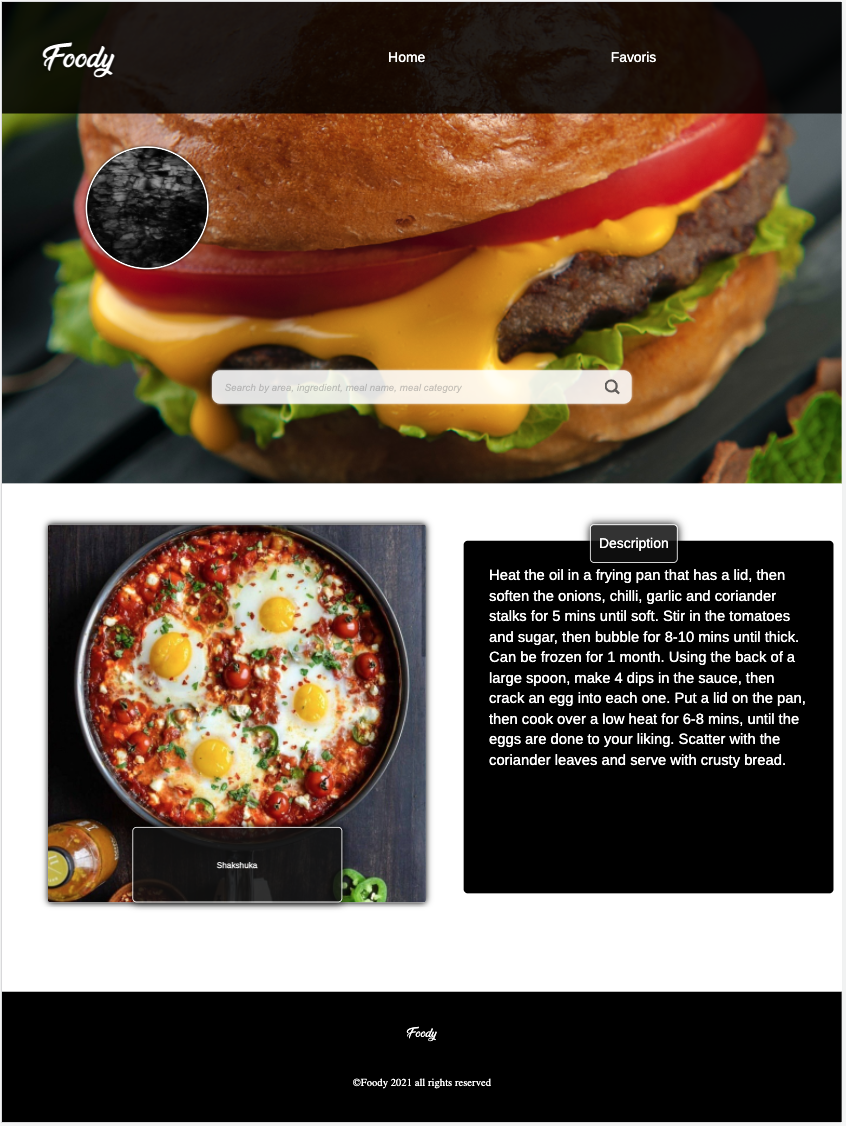 Foody
Home
Favoris
Search by area, ingredient, meal name, meal category
Description
Heat the oil in a frying pan that has a lid, then
soften the onions, chilli, garlic and coriander
stalks for 5 mins until soft. Stir in the tomatoes
and sugar, then bubble for 8-10 mins until thick.
Can be frozen for 1 month. Using the back of a
large spoon, make 4 dips in the sauce, then
crack an egg into each one. Put a lid on the pan,
then cook over a low heat for 6-8 mins, until the
eggs are done to your liking. Scatter with the
coriander leaves and serve with crusty bread.
Shakshuka
Foody
©Foody 2021 all rights reserved